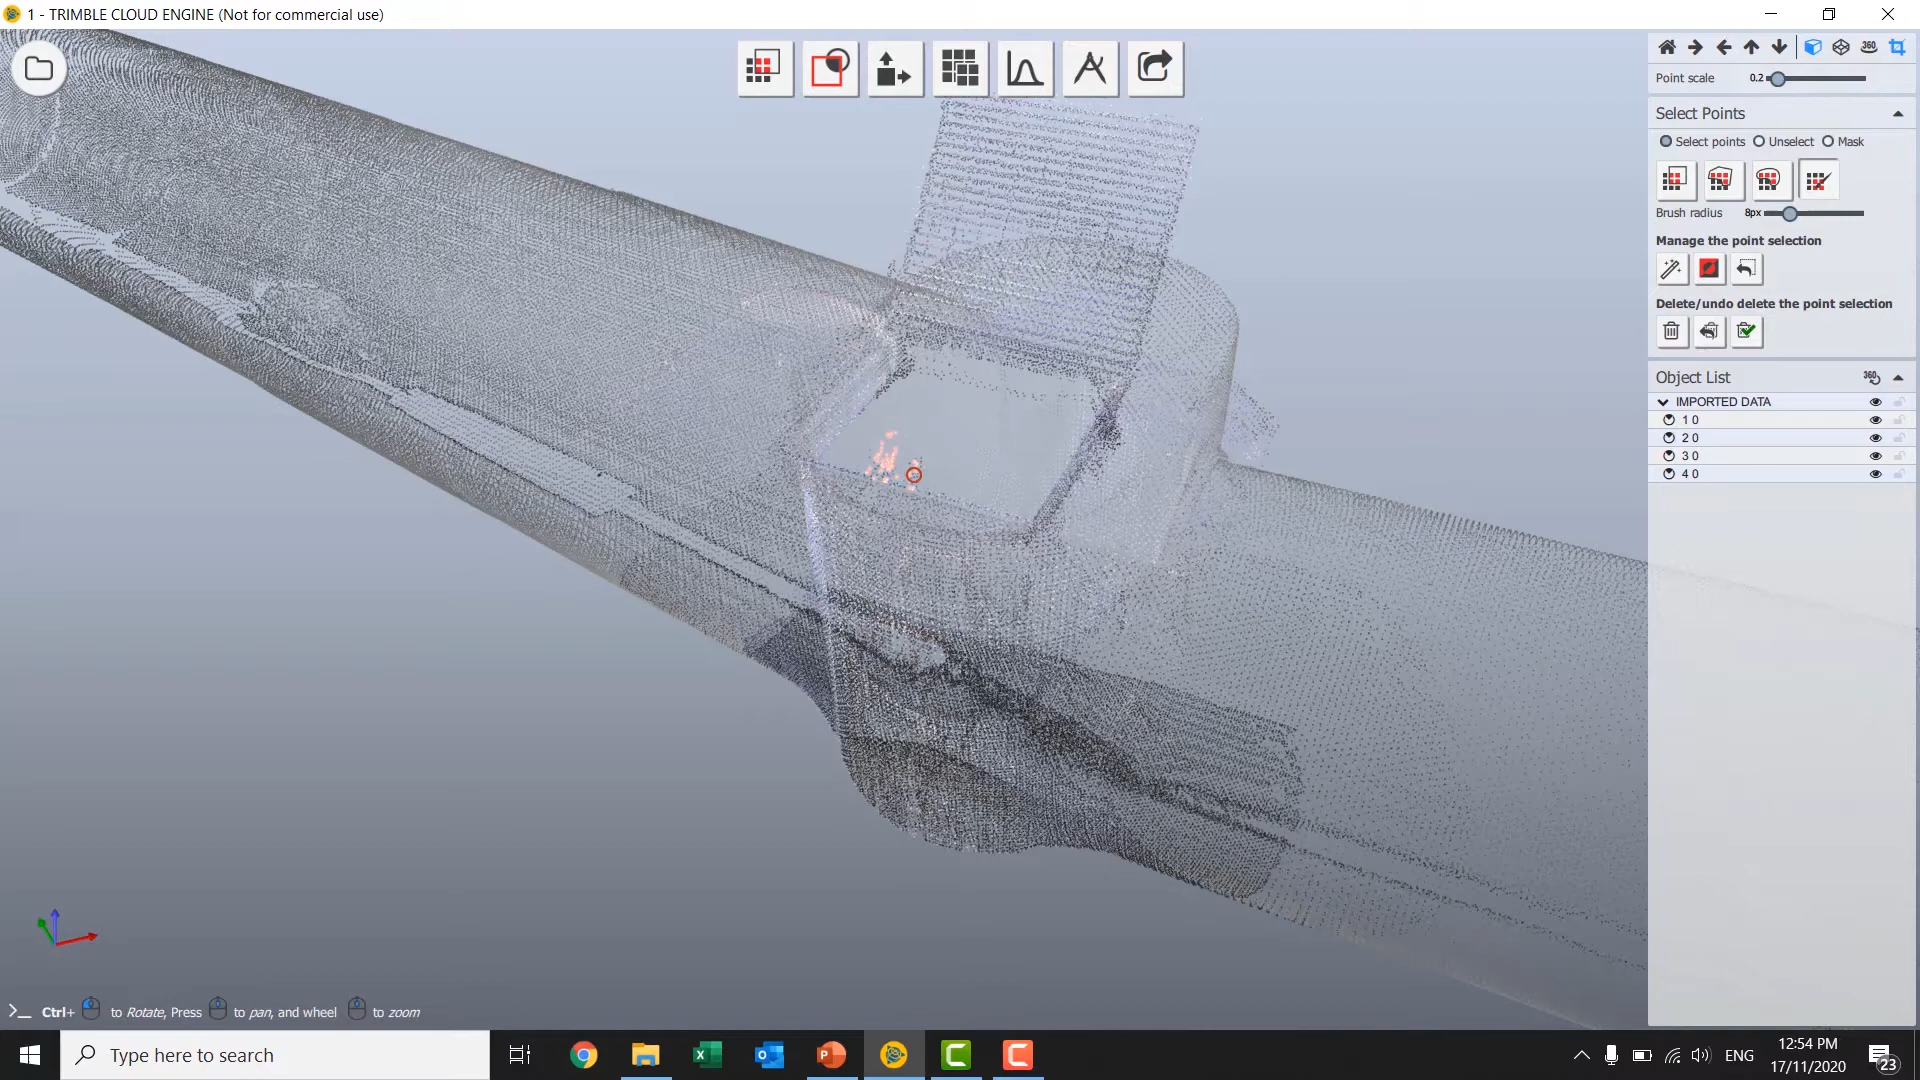 1 - TRIMBLE CLOUD ENGINE (Not for commercial use)
360
Point scale 0.2
Select Points
Select points Unselect Mask
Brush radius 8px
Manage the point selection
Delete/undo delete the point selection
Object List 360
IMPORTED DATA
1 0
2 0
3 0
4 0
Ctrl+ to Rotate, Press to pan, and wheel to zoom
Type here to search
ENG
12:54 PM
17/11/2020
23